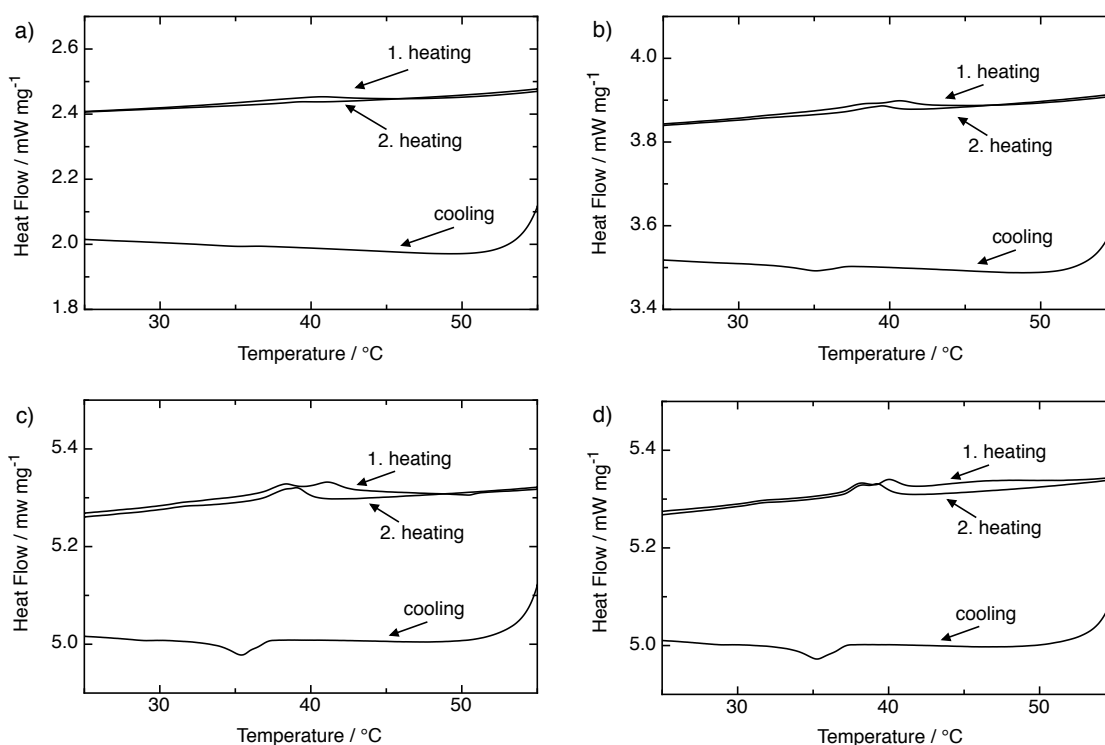 a)
2.6
2.4
2.2
2.0
1.8
Heat Flow / mW mg-1
1. heating
2. heating
cooling
30
40
50
Temperature / °C
b)
4.0
3.8
3.6
3.4
Heat Flow / mW mg-1
1. heating
2. heating
cooling
30
40
50
Temperature / °C
c)
5.4
5.2
5.0
Heat Flow / mw mg-1
1. heating
2. heating
cooling
30
40
50
Temperature / °C
d)
5.4
5.2
5.0
Heat Flow / mW mg-1
1. heating
2. heating
cooling
30
40
50
Temperature / °C